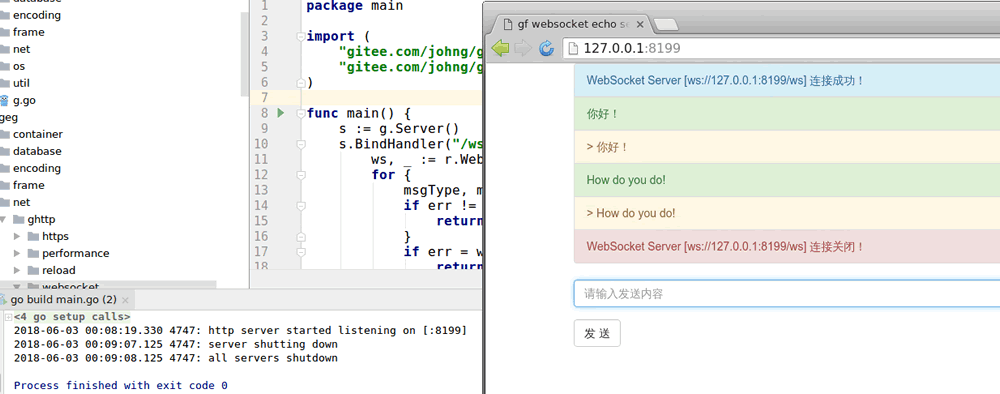 database
encoding
frame
net
os
util
g.go
geg
container
database
encoding
frame
net
ghttp
https
performance
reload
websocket
1 package main
2
3 import (
4 "gitee.com/johng/g
5 "gitee.com/johng/g
6 )
7
8 func main() {
9 s := g.Server()
10 s.BindHandler("/ws
11 ws, _ := r.Web
12 for {
13 msgType, m
14 if err !=
15 return
16 }
17 if err = w
18 return
go build main.go (2)
<4 go setup calls>
2018-06-03 00:08:19.330 4747: http server started listening on [:8199]
2018-06-03 00:09:07.125 4747: server shutting down
2018-06-03 00:09:08.125 4747: all servers shutdown
Process finished with exit code 0
gf websocket echo se
127.0.0.1:8199
WebSocket Server [ws://127.0.0.1:8199/ws] 连接成功！
你好！
> 你好！
How do you do!
> How do you do!
WebSocket Server [ws://127.0.0.1:8199/ws] 连接关闭！
请输入发送内容
发 送